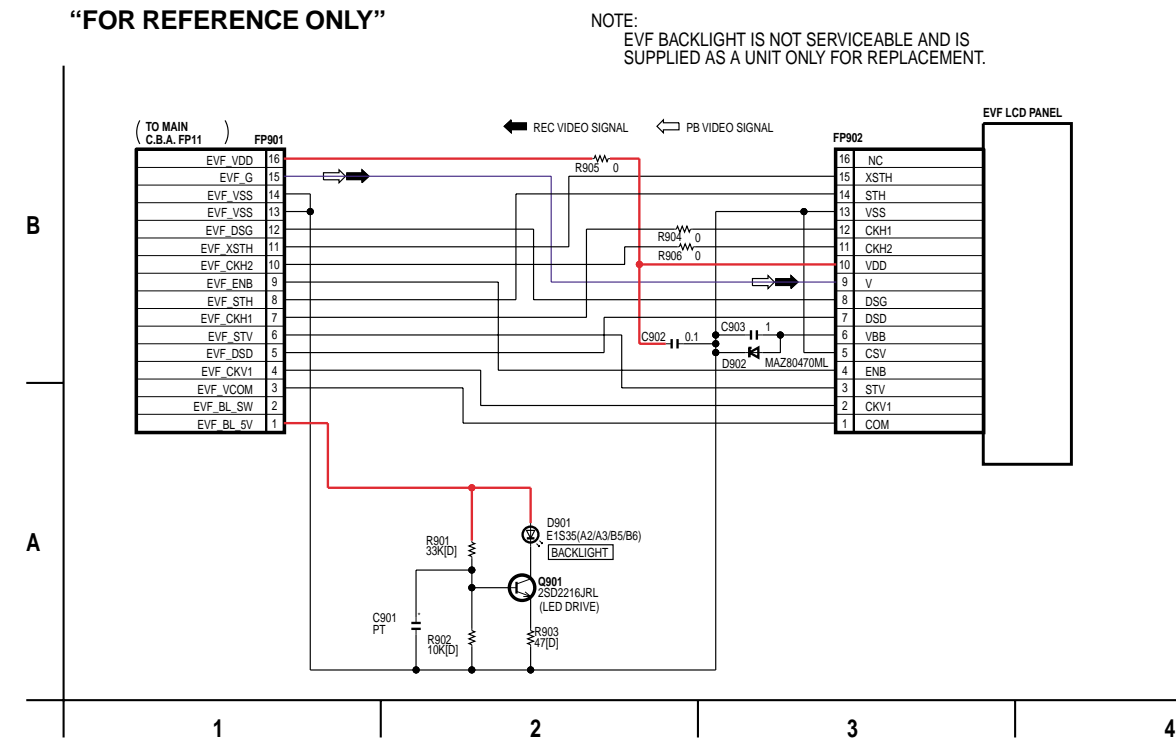 “FOR REFERENCE ONLY”
NOTE:
EVF BACKLIGHT IS NOT SERVICEABLE AND IS
SUPPLIED AS A UNIT ONLY FOR REPLACEMENT.
EVF LCD PANEL
TO MAIN
C.B.A. FP11
FP901
REC VIDEO SIGNAL
PB VIDEO SIGNAL
FP902
EVF_VDD 16
EVF_G 15
EVF_VSS 14
EVF_VSS 13
EVF_DSG 12
EVF_XSTH 11
EVF_CKH2 10
EVF_ENB 9
EVF_STH 8
EVF_CKH1 7
EVF_STV 6
EVF_DSD 5
EVF_CKV1 4
EVF_VCOM 3
EVF_BL_SW 2
EVF_BL_5V 1
R905 0
R904 0
R906 0
C902 0.1
C903 1
D902 MAZ80470ML
16 NC
15 XSTH
14 STH
13 VSS
12 CKH1
11 CKH2
10 VDD
9 V
8 DSG
7 DSD
6 VBB
5 CSV
4 ENB
3 STV
2 CKV1
1 COM
B
A
D901
E1S35(A2/A3/B5/B6)
BACKLIGHT
R901
33K[D]
Q901
2SD2216JRL
(LED DRIVE)
C901
PT
R902
10K[D]
R903
47[D]
1 2 3 4